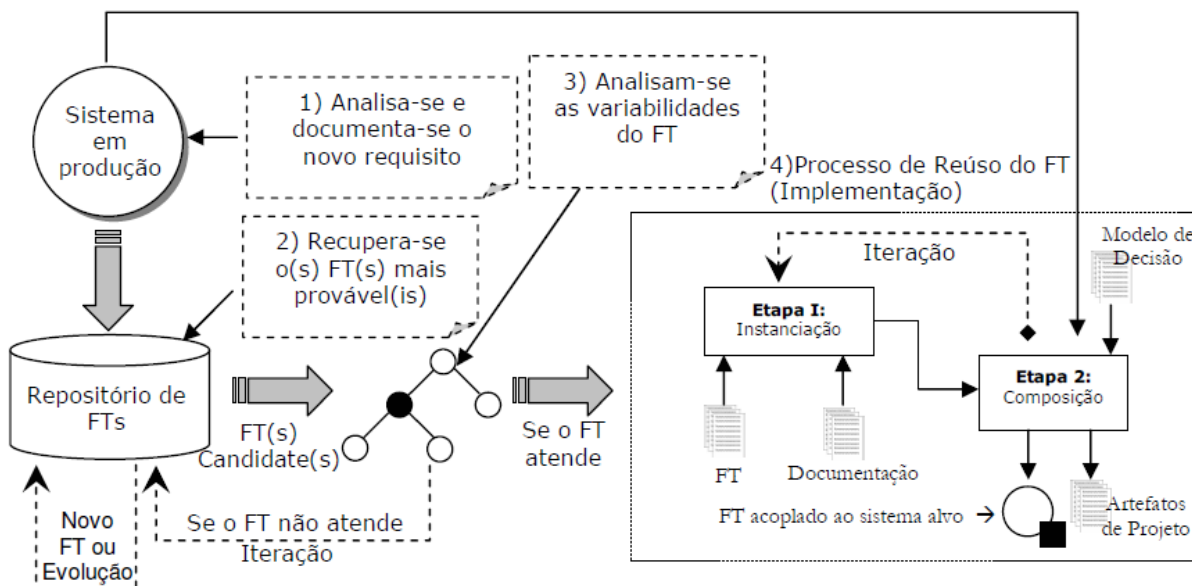 Sistema
em
produção
1) Analisa-se e
documenta-se o
novo requisito
3) Analisam-se
as variabilidades
do FT
4)Processo de Reúso do FT
(Implementação)
2) Recupera-se
o(s) FT(s) mais
provável(is)
Iteração
Modelo de
Decisão
Etapa I:
Instanciação
Etapa 2:
Composição
Repositório de
FTs
FT(s)
Candidate(s)
Se o FT
atende
FT
Documentação
FT acoplado ao sistema alvo →
Artefatos
de Projeto
Se o FT não atende
Iteração
Novo
FT ou
Evolução